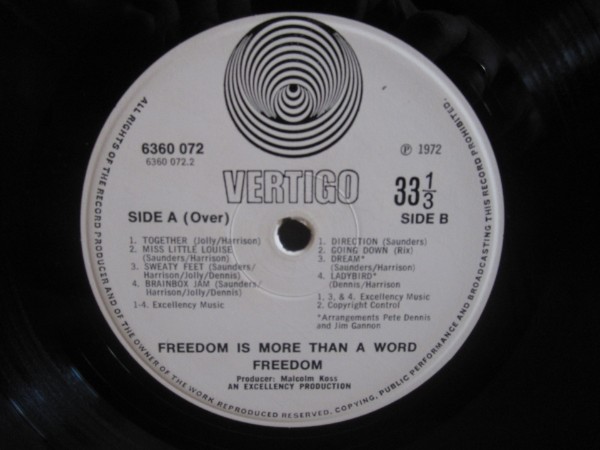 6360 072
6360 072.2
℗ 1972
VERTIGO
33 1/3
SIDE A (Over)
SIDE B
1. TOGETHER (Jolly/Harrison)
2. MISS LITTLE LOUISE
(Saunders/Harrison)
3. SWEATY FEET (Saunders/
Harrison/Jolly/Dennis)
4. BRAINBOX JAM (Saunders/
Harrison/Jolly/Dennis)
1-4. Excellency Music
1. DIRECTION (Saunders)
2. GOING DOWN (Rix)
3. DREAM*
(Saunders/Harrison)
4. LADYBIRD*
(Dennis/Harrison
1, 3, & 4. Excellency Music
2. Copyright Control
*Arrangements Pete Dennis
and Jim Gannon
FREEDOM IS MORE THAN A WORD
FREEDOM
Producer: Malcolm Koss
AN EXCELLENCY PRODUCTION
ALL RIGHTS OF THE RECORD PRODUCER AND OF THE OWNER OF THE WORK REPRODUCED RESERVED. COPYING, PUBLIC PERFORMANCE AND BROADCASTING THIS RECORD PROHIBITED.